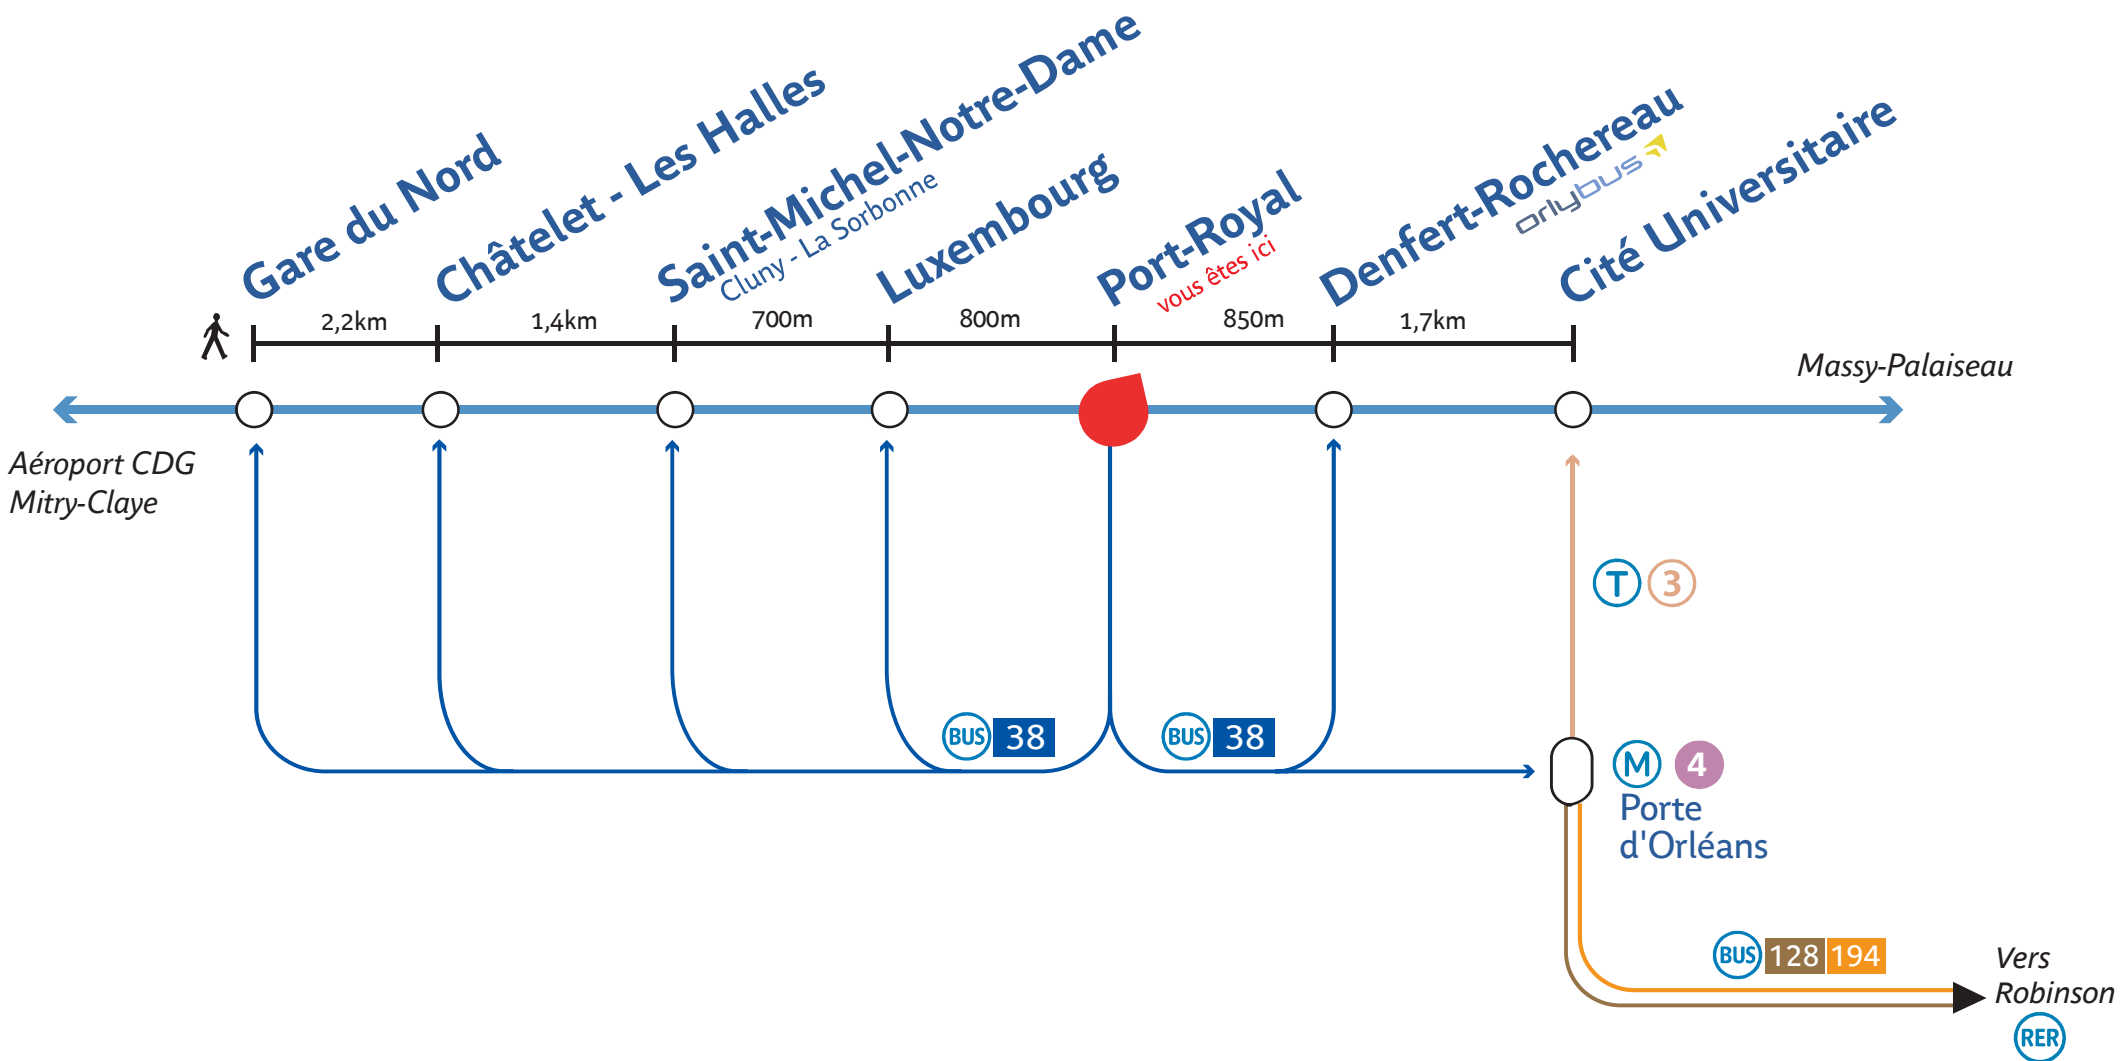 Gare du Nord
Châtelet - Les Halles
Saint-Michel-Notre-Dame
Cluny - La Sorbonne
Luxembourg
Port-Royal
vous êtes ici
Denfert-Rochereau
orlybus
Cité Universitaire
2,2km
1,4km
700m
800m
850m
1,7km
Massy-Palaiseau
Aéroport CDG
Mitry-Claye
T 3
BUS 38
BUS 38
M 4
Porte
d'Orléans
BUS 128 194
Vers
Robinson
RER